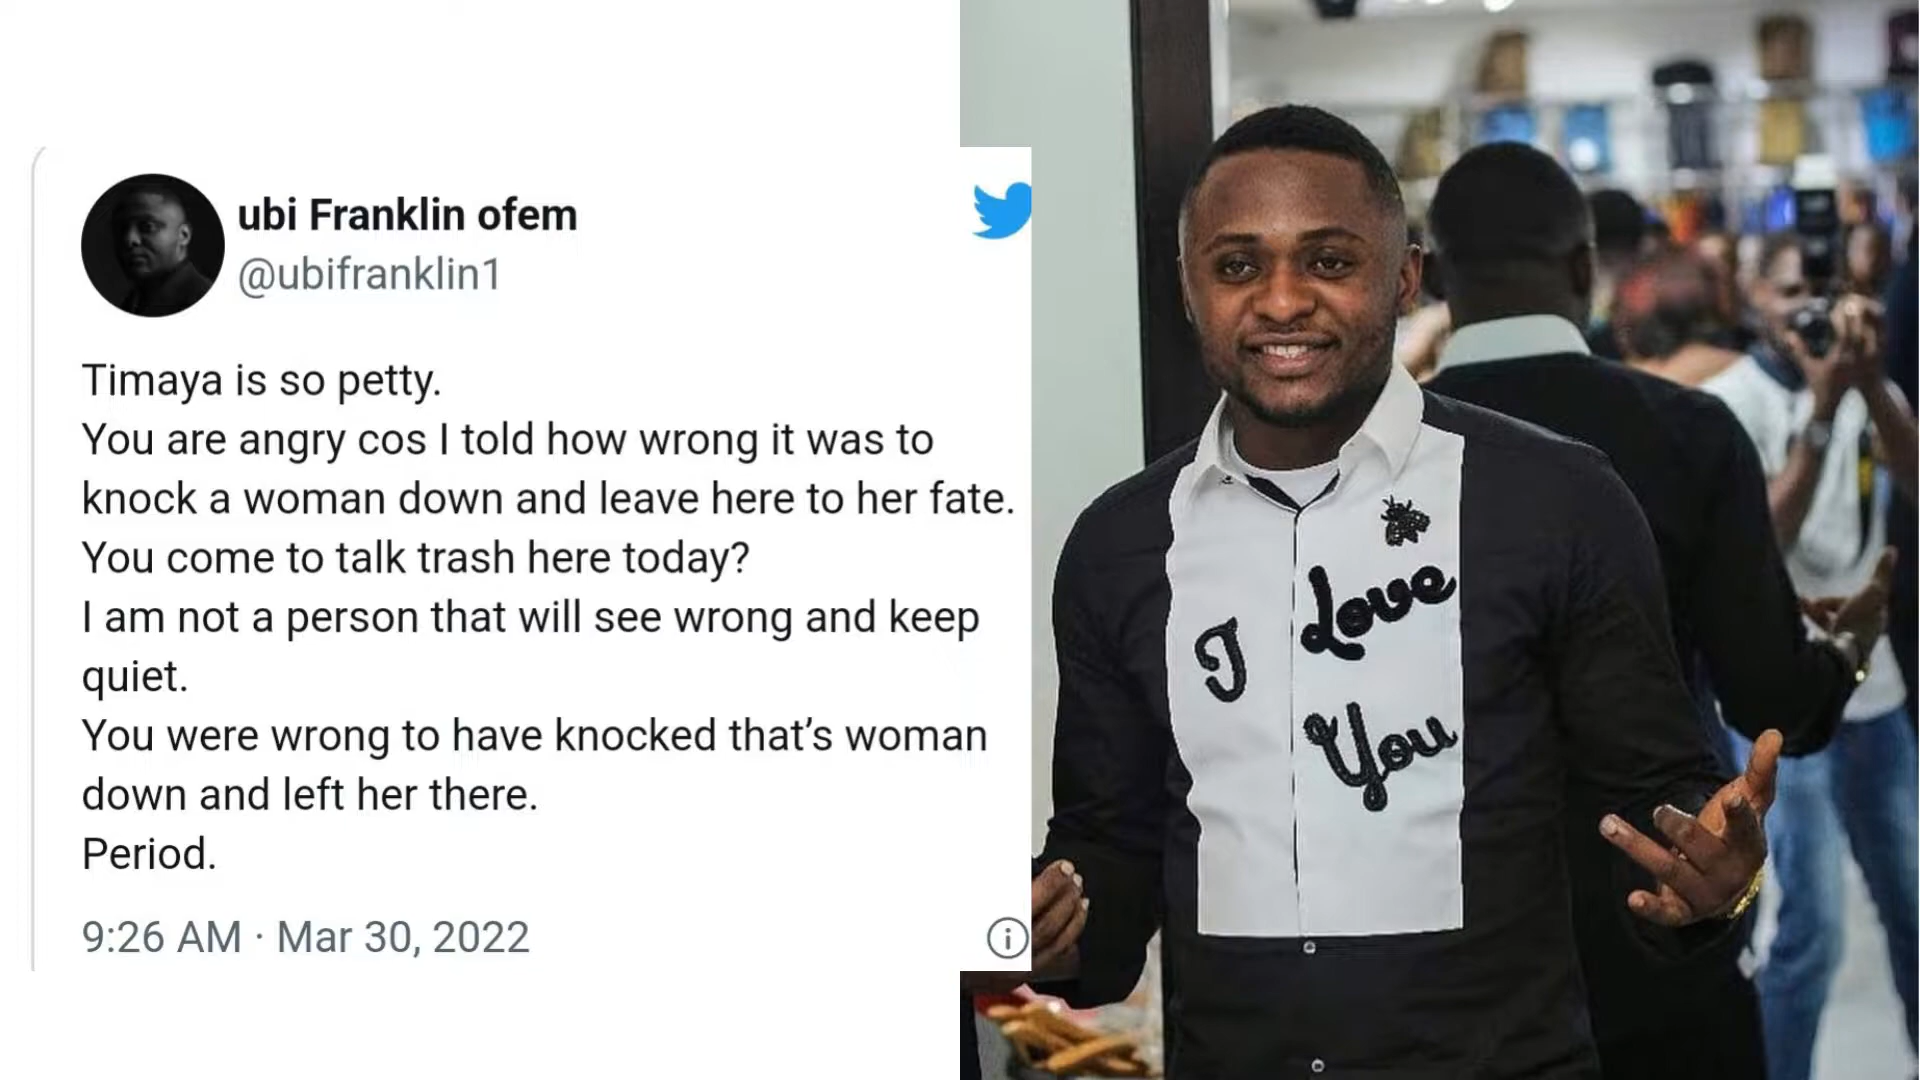 ubi Franklin ofem
@ubifranklin1
Timaya is so petty.
You are angry cos I told how wrong it was to
knock a woman down and leave here to her fate.
You come to talk trash here today?
I am not a person that will see wrong and keep
quiet.
You were wrong to have knocked that’s woman
down and left her there.
Period.
9:26 AM · Mar 30, 2022
I Love
You